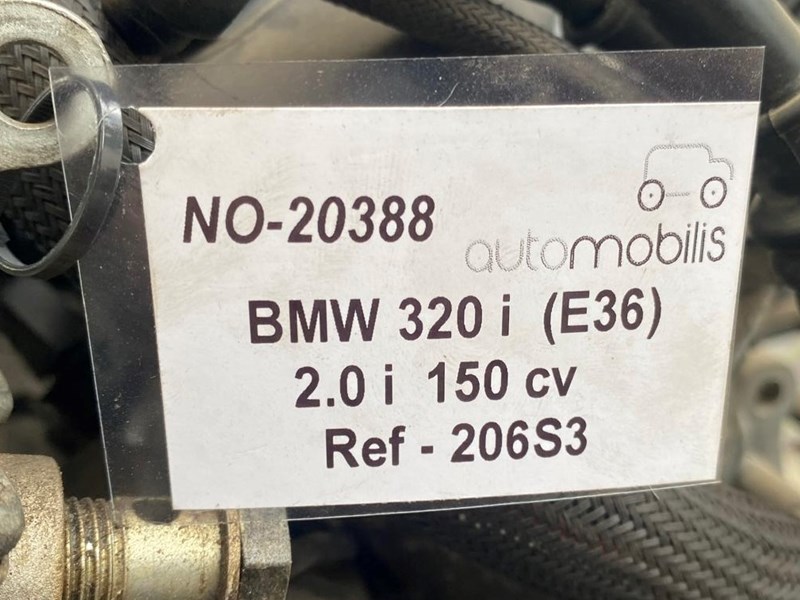 NO-20388
automobilis
BMW 320 i (E36)
2.0 i 150 cv
Ref - 206S3